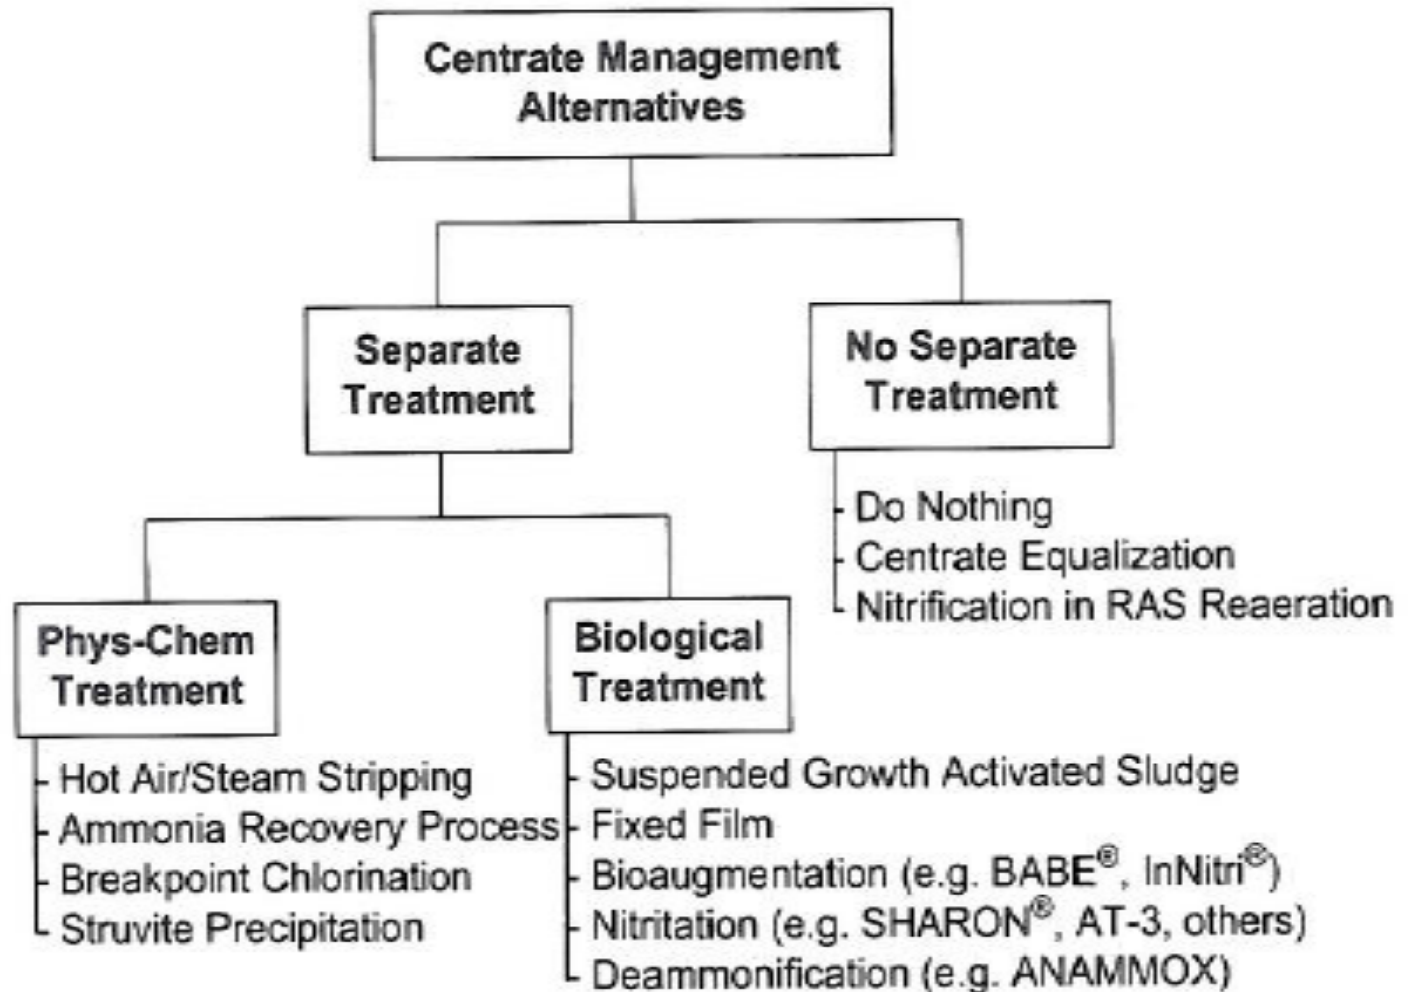 Centrate Management
Alternatives
Separate
Treatment
No Separate
Treatment
Do Nothing
Centrate Equalization
Nitrification in RAS Reaeration
Phys-Chem
Treatment
Hot Air/Steam Stripping
Ammonia Recovery Process
Breakpoint Chlorination
Struvite Precipitation
Biological
Treatment
Suspended Growth Activated Sludge
Fixed Film
Bioaugmentation (e.g. BABE®, InNitri®)
Nitritation (e.g. SHARON®, AT-3, others)
Deammonification (e.g. ANAMMOX)